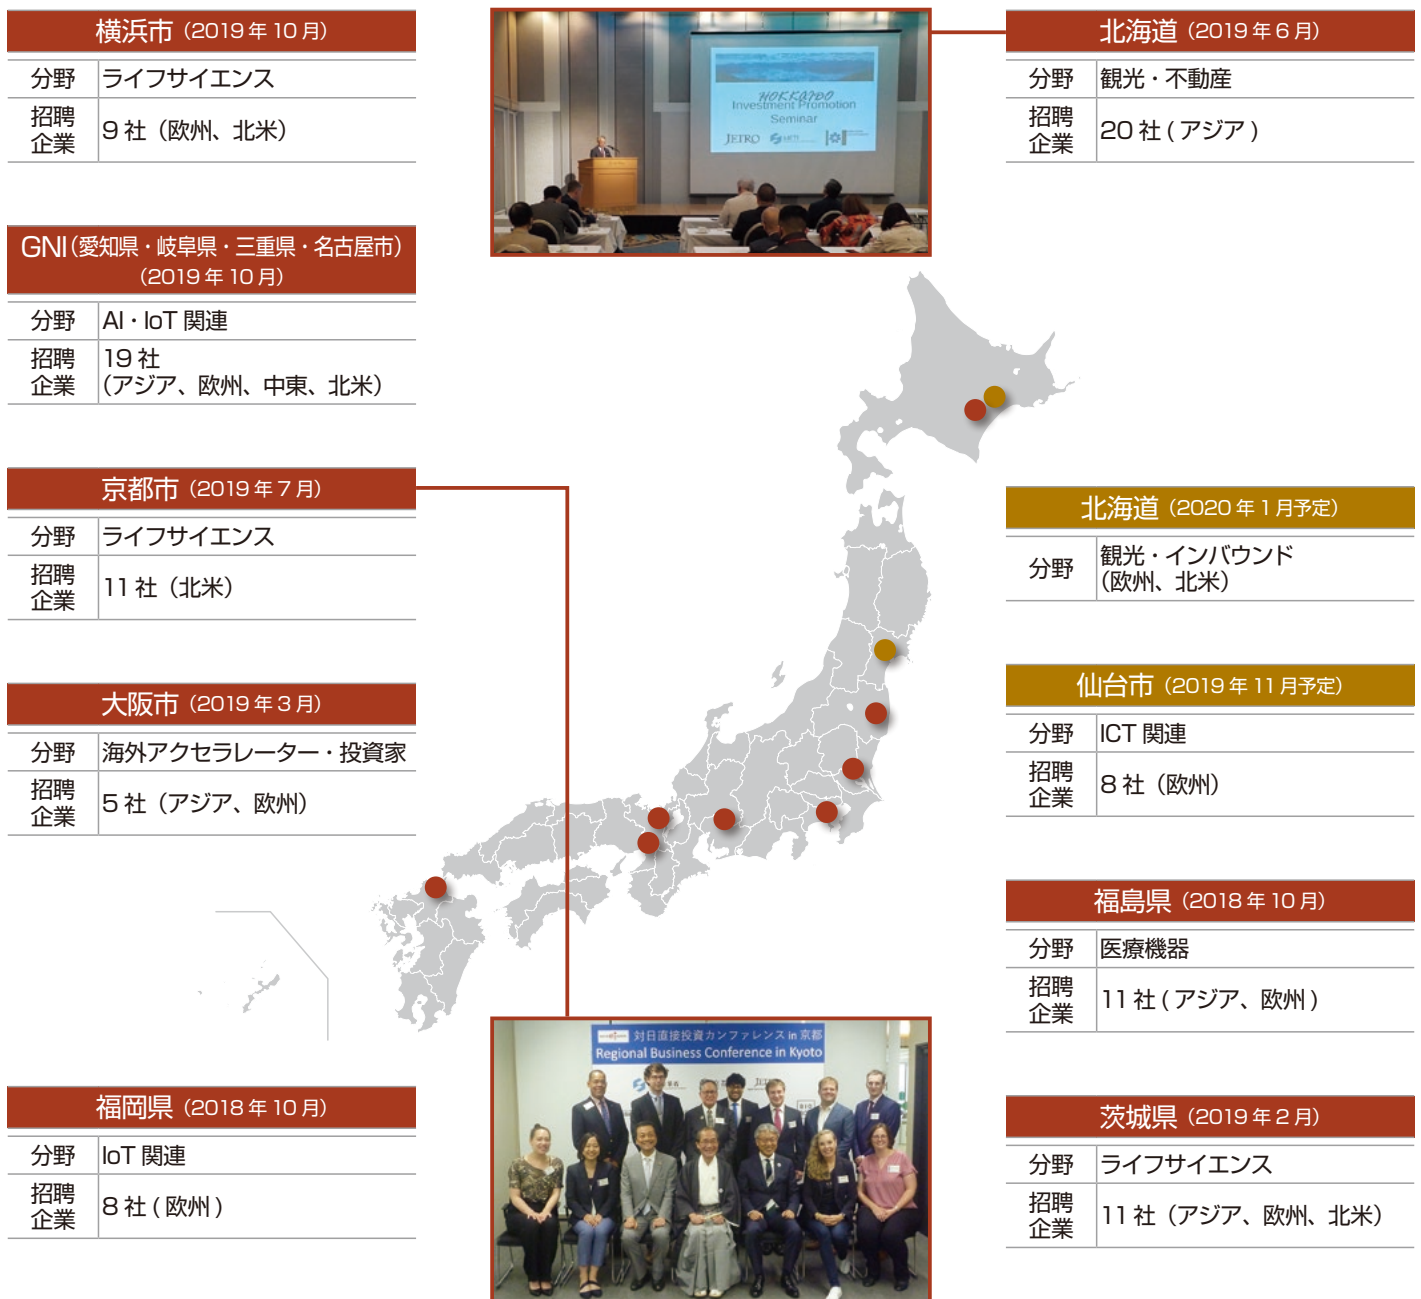 横浜市（2019年10月）
分野 ライフサイエンス
招聘
企業
9社（欧州、北米）
GNI（愛知県・岐阜県・三重県・名古屋市）
（2019年10月）
分野 AI・IoT 関連
招聘
企業
19社
（アジア、欧州、中東、北米）
京都市（2019年7月）
分野 ライフサイエンス
招聘
企業
11社（北米）
大阪市（2019年3月）
分野 海外アクセラレーター・投資家
招聘
企業
5社（アジア、欧州）
福岡県（2018年10月）
分野 IoT 関連
招聘
企業
8社 ( 欧州 )
HOKKAIDO
Investment Promotion
Seminar
JETRO METI
対日直接投資カンファレンス in 京都
Regional Business Conference in Kyoto
JETRO
北海道（2019年6月）
分野 観光・不動産
招聘
企業
20社 ( アジア )
北海道（2020年1月予定）
分野
観光・インバウンド
（欧州、北米）
仙台市（2019年11月予定）
分野 ICT 関連
招聘
企業
8社（欧州）
福島県（2018年10月）
分野 医療機器
招聘
企業
11社 ( アジア、欧州 )
茨城県（2019年2月）
分野 ライフサイエンス
招聘
企業
11社（アジア、欧州、北米）